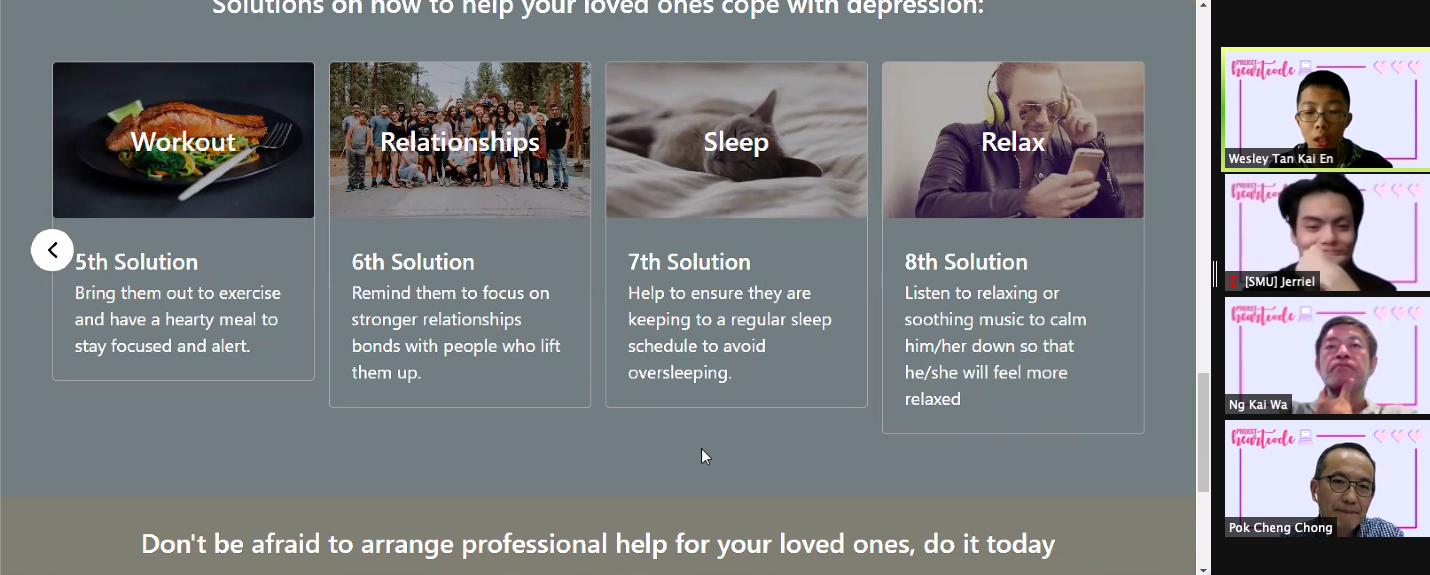 Solutions on how to help your loved ones cope with depression:
Workout
5th Solution
Bring them out to exercise
and have a hearty meal to
stay focused and alert.
Relationships
6th Solution
Remind them to focus on
stronger relationships
bonds with people who lift
them up.
Sleep
7th Solution
Help to ensure they are
keeping to a regular sleep
schedule to avoid
oversleeping.
Relax
8th Solution
Listen to relaxing or
soothing music to calm
him/her down so that
he/she will feel more
relaxed
Don't be afraid to arrange professional help for your loved ones, do it today
PROJECT
heartcode
Wesley Tan Kai En
PROJECT
heartcode
[SMU] Jerriel
PROJECT
heartcode
Ng Kai Wa
PROJECT
heartcode
Pok Cheng Chong